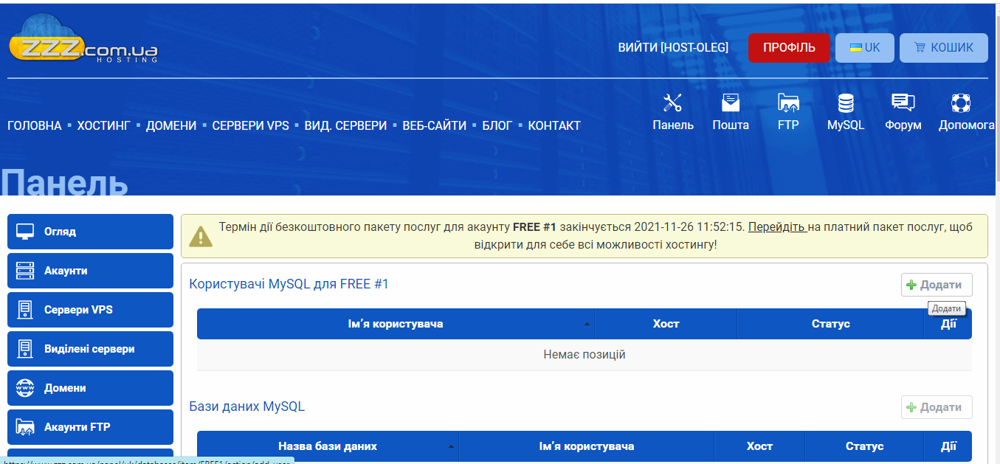 ZZZ.com.ua
HOSTING
ВИЙТИ [HOST-OLEG]
ПРОФІЛЬ
UK
КОШИК
ГОЛОВНА ▪ ХОСТИНГ ▪ ДОМЕНИ ▪ СЕРВЕРИ VPS ▪ ВИД. СЕРВЕРИ ▪ ВЕБ-САЙТИ ▪ БЛОГ ▪ КОНТАКТ
Панель
Пошта
FTP
MySQL
Форум
Допомога
Панель
Огляд
Акаунти
Сервери VPS
Виділені сервери
Домени
Акаунти FTP
Термін дії безкоштовного пакету послуг для акаунту FREE #1 закінчується 2021-11-26 11:52:15. Перейдіть на платний пакет послуг, щоб
відкрити для себе всі можливості хостингу!
Користувачі MySQL для FREE #1
Додати
Додати
Ім’я користувача
Хост
Статус
Дії
Немає позицій
Бази даних MySQL
Додати
Назва бази даних
Ім’я користувача
Хост
Статус
Дії